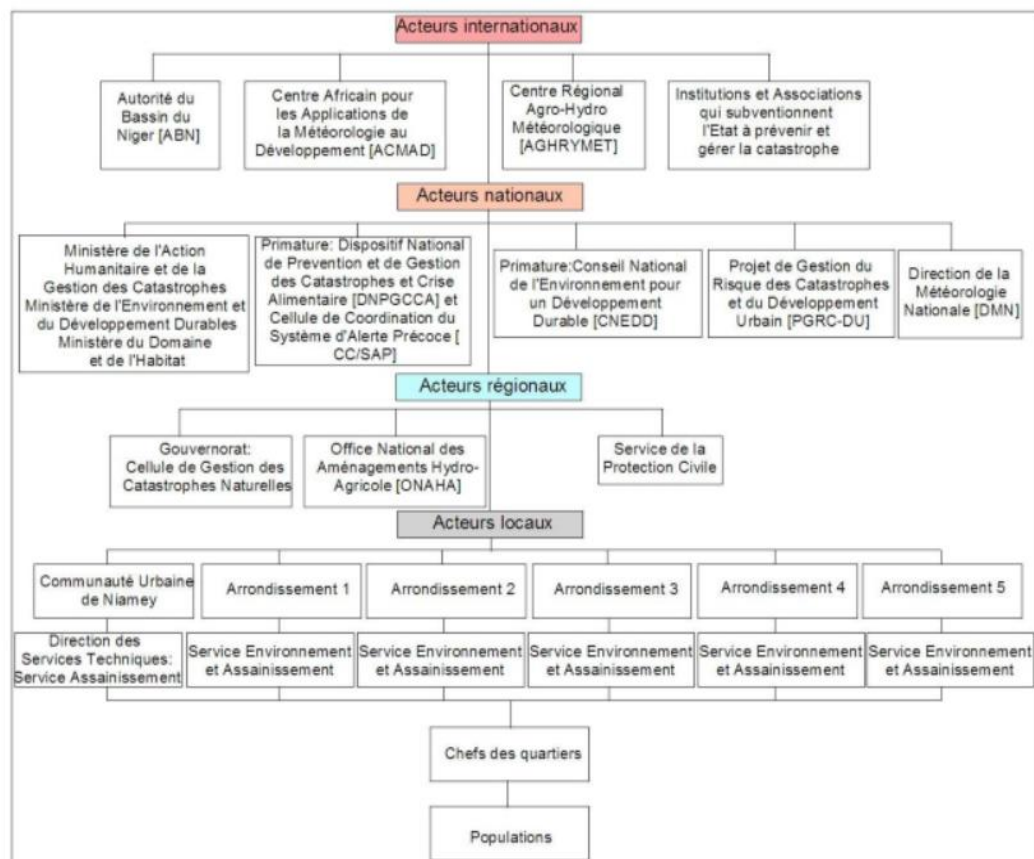 Acteurs internationaux
Autorité du
Bassin du
Niger [ABN]
Centre Africain pour
les Applications de
la Météorologie au
Développement [ACMAD]
Centre Régional
Agro-Hydro
Météorologique
[AGHRYMET]
Institutions et Associations
qui subventionnent
l'Etat à prévenir et
gérer la catastrophe
Acteurs nationaux
Ministère de l'Action
Humanitaire et de la
Gestion des Catastrophes
Ministère de l'Environnement et
du Développement Durables
Ministère du Domaine
et de l'Habitat
Primature: Dispositif National
de Prevention et de Gestion
des Catastrophes et Crise
Alimentaire [DNPGCCA] et
Cellule de Coordination du
Système d'Alerte Précoce [
CC/SAP]
Primature:Conseil National
de l'Environnement pour
un Développement
Durable [CNEDD]
Projet de Gestion du
Risque des Catastrophes
et du Développement
Urbain [PGRC-DU]
Direction de la
Météorologie
Nationale [DMN]
Acteurs régionaux
Gouvernorat:
Cellule de Gestion des
Catastrophes Naturelles
Office National des
Aménagements Hydro-
Agricole [ONAHA]
Service de la
Protection Civile
Acteurs locaux
Communauté Urbaine
de Niamey
Arrondissement 1
Arrondissement 2
Arrondissement 3
Arrondissement 4
Arrondissement 5
Direction des
Services Techniques:
Service Assainissement
Service Environnement
et Assainissement
Service Environnement
et Assainissement
Service Environnement
et Assainissement
Service Environnement
et Assainissement
Service Environnement
et Assainissement
Chefs des quartiers
Populations